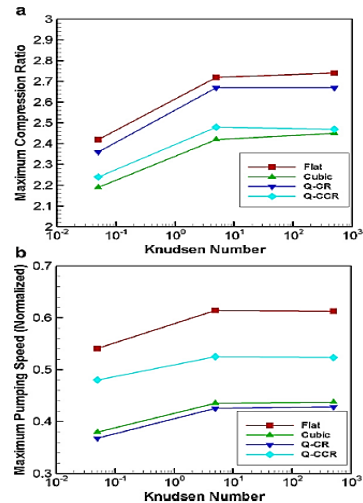 a
Maximum Compression Ratio
3
2.9
2.8
2.7
2.6
2.5
2.4
2.3
2.2
2.1
2
Flat
Cubic
Q-CR
Q-CCR
10-2 10-1 100 101 102 103
Knudsen Number
b
Maximum Pumping Speed (Normalized)
0.7
0.6
0.5
0.4
0.3
Flat
Cubic
Q-CR
Q-CCR
10-2 10-1 100 101 102 103
Knudsen Number